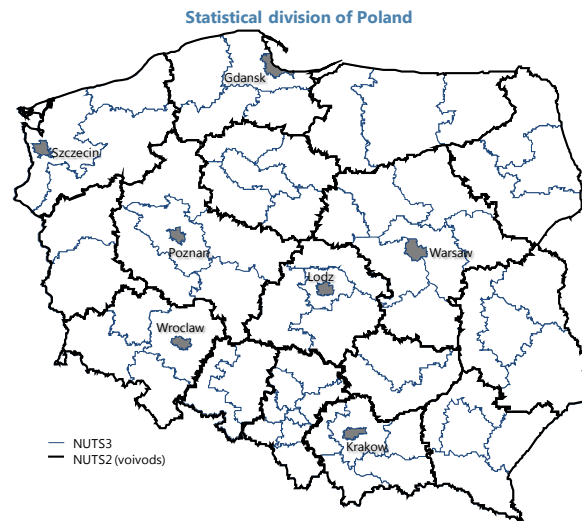 Statistical division of Poland
Gdansk
Szczecin
Poznan
Warsaw
Lodz
Wroclaw
Krakow
NUTS3
NUTS2 (voivods)